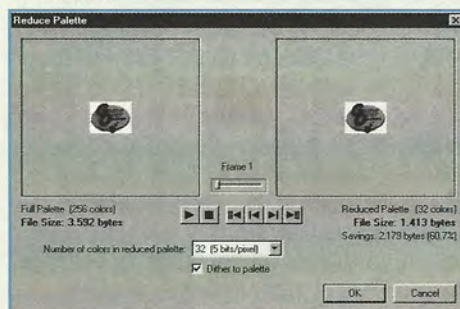 Reduce Palette
Frame 1
Full Palette (256 colors)
File Size: 3.592 bytes
Reduced Palette (32 colors)
File Size: 1.413 bytes
Savings: 2.179 bytes (60.7%)
Number of colors in reduced palette: 32 (5 bits/pixel)
Dither to palette
OK Cancel